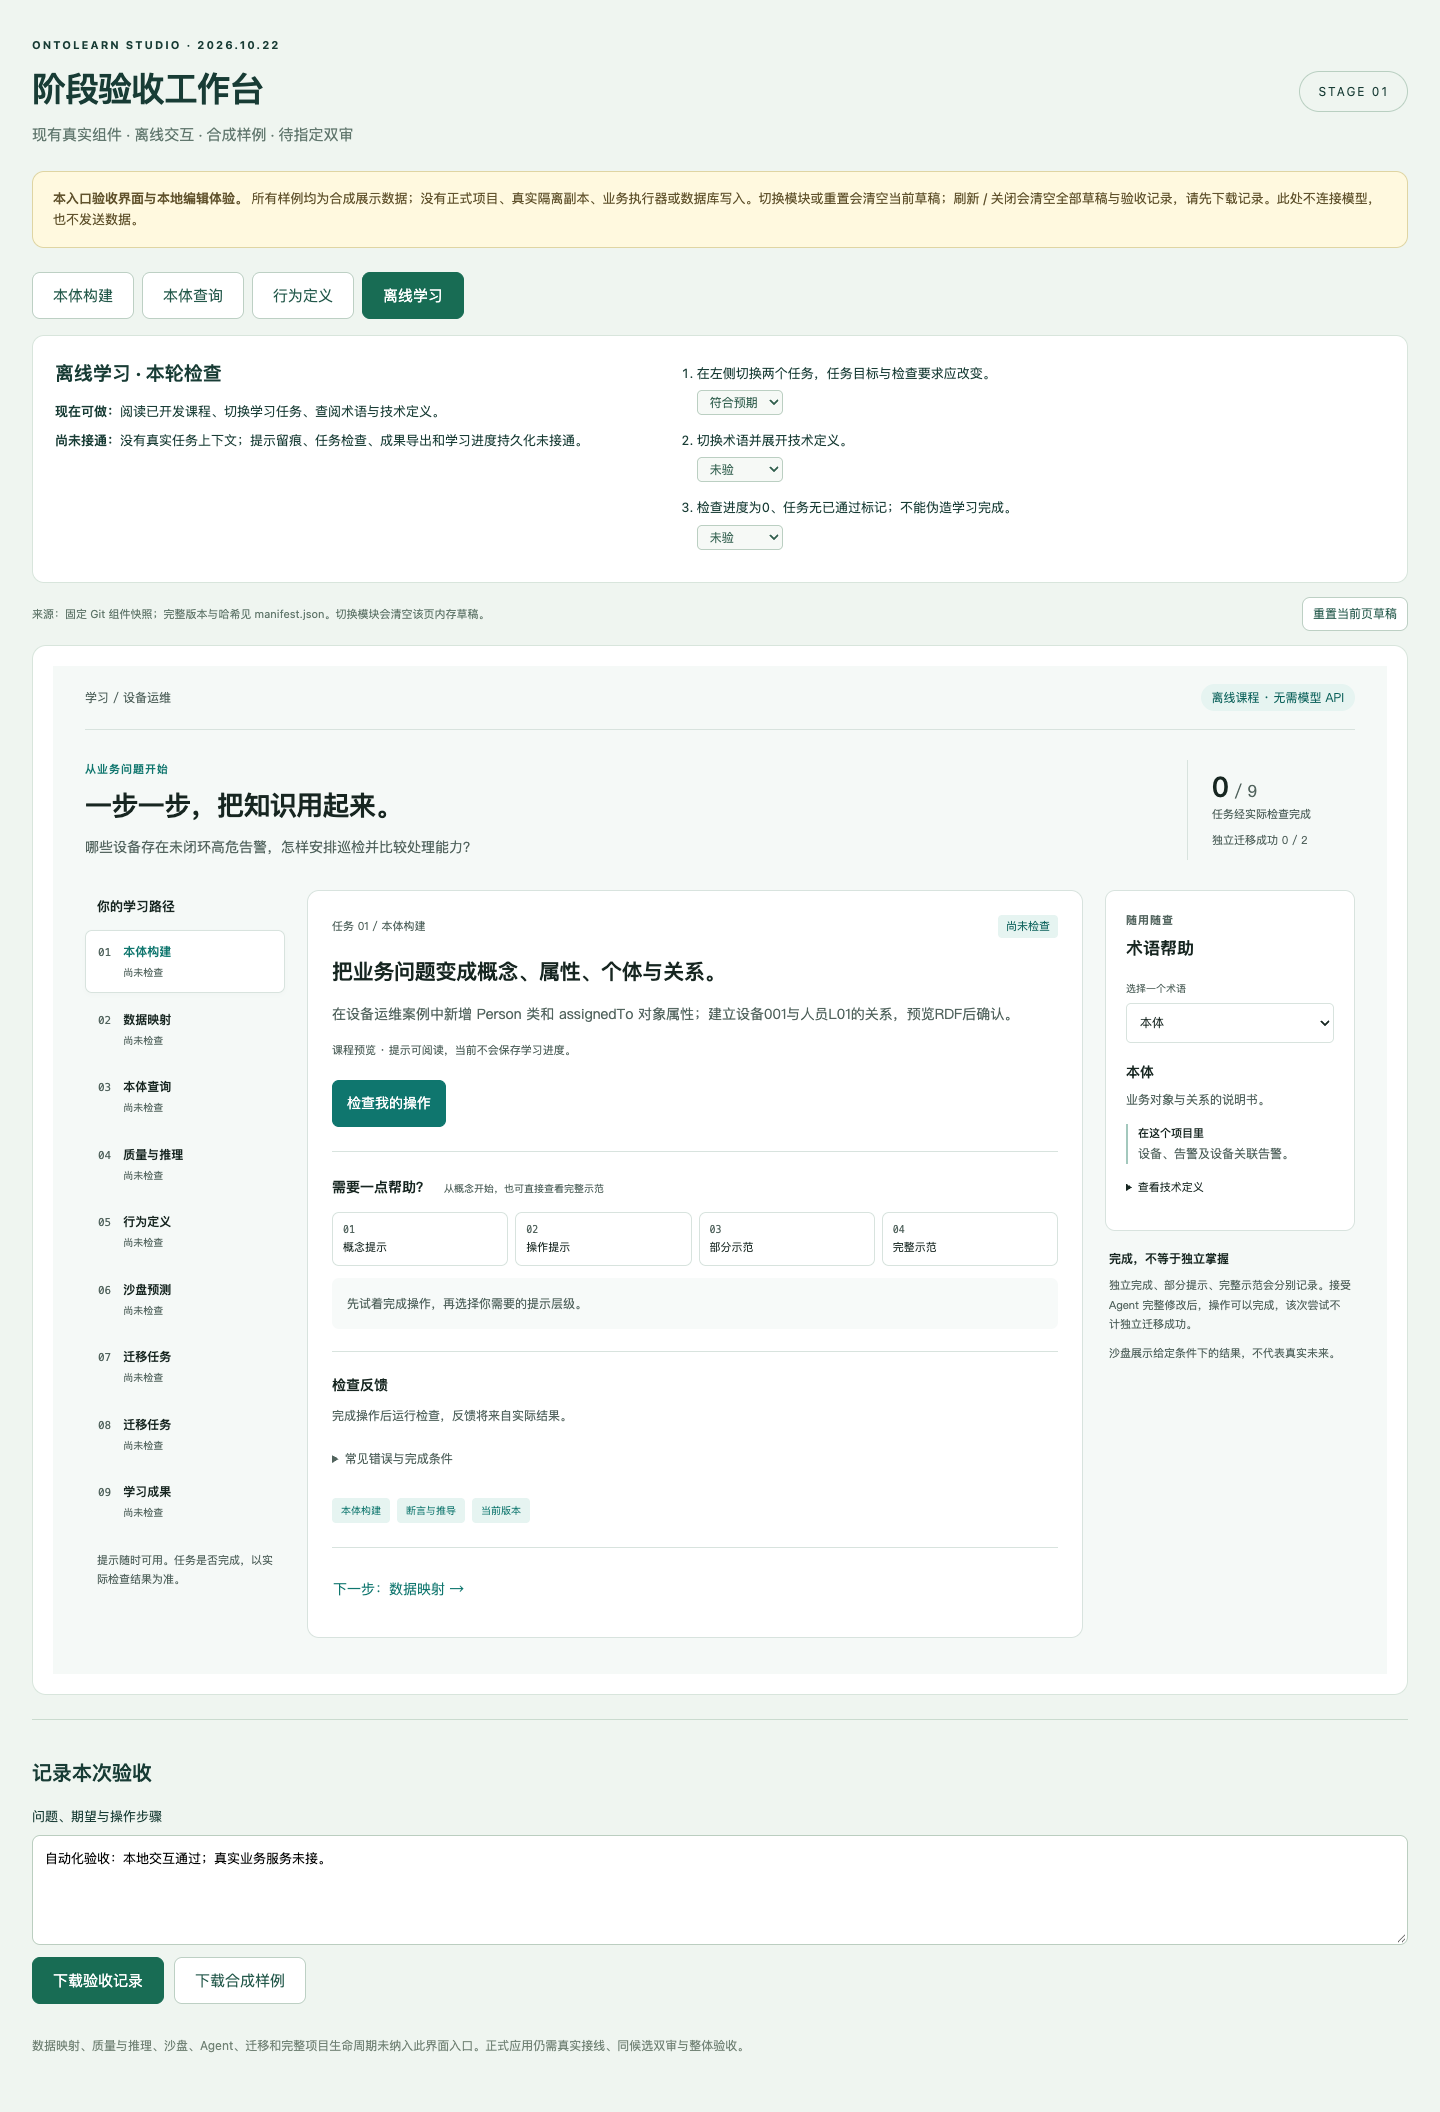 ONTOLEARN STUDIO · 2026.10.22
阶段验收工作台
现有真实组件 · 离线交互 · 合成样例 · 待指定双审
STAGE 01
本入口验收界面与本地编辑体验。 所有样例均为合成展示数据；没有正式项目、真实隔离副本、业务执行器或数据库写入。切换模块或重置会清空当前草稿；刷新 / 关闭会清空全部草稿与验收记录，请先下载记录。此处不连接模型，
也不发送数据。
本体构建
本体查询
行为定义
离线学习
离线学习 · 本轮检查
现在可做：阅读已开发课程、切换学习任务、查阅术语与技术定义。
尚未接通：没有真实任务上下文；提示留痕、任务检查、成果导出和学习进度持久化未接通。
1. 在左侧切换两个任务，任务目标与检查要求应改变。
符合预期
2. 切换术语并展开技术定义。
未验
3. 检查进度为0、任务无已通过标记；不能伪造学习完成。
未验
来源：固定 Git 组件快照；完整版本与哈希见 manifest.json。切换模块会清空该页内存草稿。
重置当前页草稿
学习 / 设备运维
离线课程 · 无需模型 API
从业务问题开始
一步一步，把知识用起来。
哪些设备存在未闭环高危告警，怎样安排巡检并比较处理能力？
0 / 9
任务经实际检查完成
独立迁移成功 0 / 2
你的学习路径
01 本体构建
尚未检查
02 数据映射
尚未检查
03 本体查询
尚未检查
04 质量与推理
尚未检查
05 行为定义
尚未检查
06 沙盘预测
尚未检查
07 迁移任务
尚未检查
08 迁移任务
尚未检查
09 学习成果
尚未检查
提示随时可用。任务是否完成，以实
际检查结果为准。
任务 01 / 本体构建
尚未检查
把业务问题变成概念、属性、个体与关系。
在设备运维案例中新增 Person 类和 assignedTo 对象属性；建立设备001与人员L01的关系，预览RDF后确认。
课程预览 · 提示可阅读，当前不会保存学习进度。
检查我的操作
需要一点帮助？ 从概念开始，也可直接查看完整示范
01
概念提示
02
操作提示
03
部分示范
04
完整示范
先试着完成操作，再选择你需要的提示层级。
检查反馈
完成操作后运行检查，反馈将来自实际结果。
常见错误与完成条件
本体构建
断言与推导
当前版本
下一步：数据映射 →
随用随查
术语帮助
选择一个术语
本体
本体
业务对象与关系的说明书。
在这个项目里
设备、告警及设备关联告警。
查看技术定义
完成，不等于独立掌握
独立完成、部分提示、完整示范会分别记录。接受
Agent 完整修改后，操作可以完成，该次尝试不
计独立迁移成功。
沙盘展示给定条件下的结果，不代表真实未来。
记录本次验收
问题、期望与操作步骤
自动化验收：本地交互通过；真实业务服务未接。
下载验收记录
下载合成样例
数据映射、质量与推理、沙盘、Agent、迁移和完整项目生命周期未纳入此界面入口。正式应用仍需真实接线、同候选双审与整体验收。